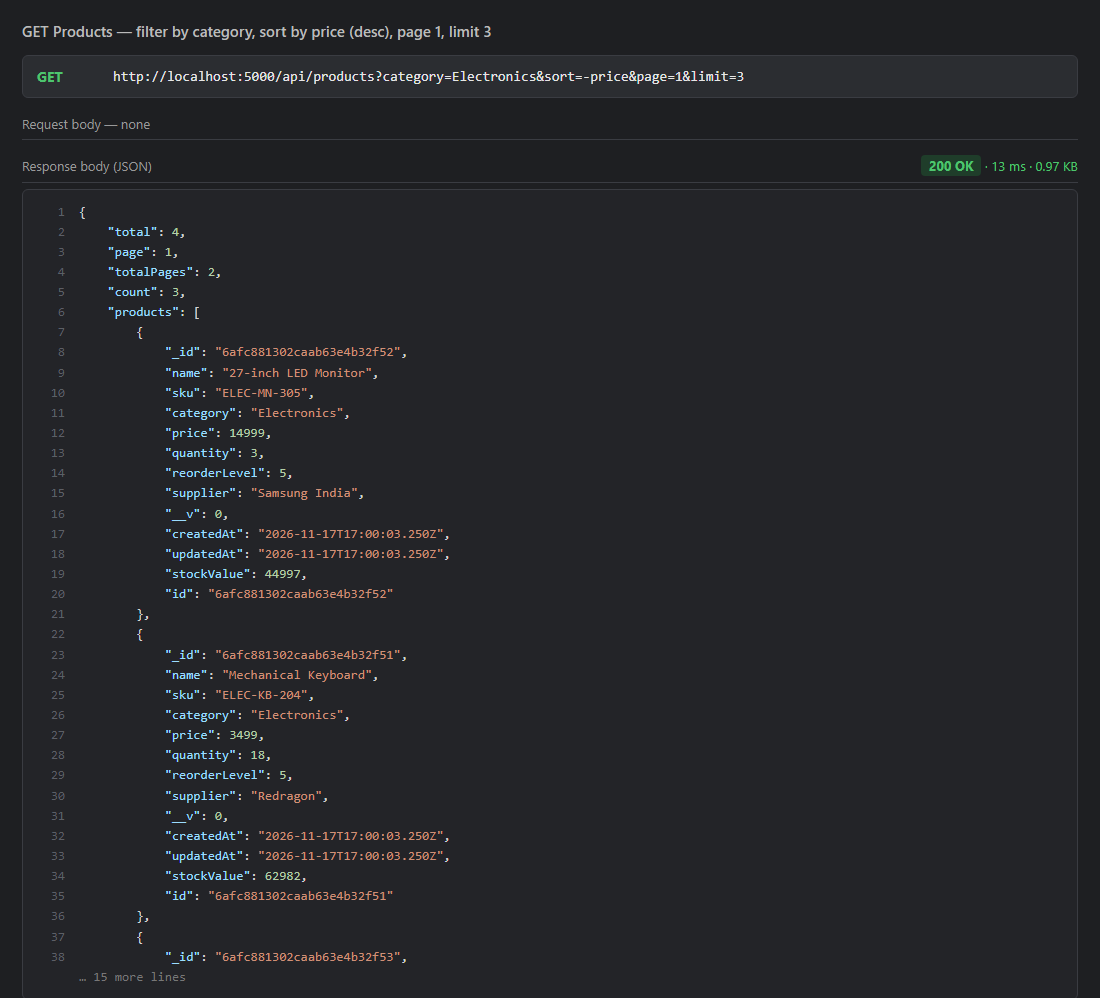 GET Products — filter by category, sort by price (desc), page 1, limit 3
GET http://localhost:5000/api/products?category=Electronics&sort=-price&page=1&limit=3
Request body — none
Response body (JSON) 200 OK · 13 ms · 0.97 KB
1 {
2     "total": 4,
3     "page": 1,
4     "totalPages": 2,
5     "count": 3,
6     "products": [
7         {
8             "_id": "6afc881302caab63e4b32f52",
9             "name": "27-inch LED Monitor",
10             "sku": "ELEC-MN-305",
11             "category": "Electronics",
12             "price": 14999,
13             "quantity": 3,
14             "reorderLevel": 5,
15             "supplier": "Samsung India",
16             "__v": 0,
17             "createdAt": "2026-11-17T17:00:03.250Z",
18             "updatedAt": "2026-11-17T17:00:03.250Z",
19             "stockValue": 44997,
20             "id": "6afc881302caab63e4b32f52"
21         },
22         {
23             "_id": "6afc881302caab63e4b32f51",
24             "name": "Mechanical Keyboard",
25             "sku": "ELEC-KB-204",
26             "category": "Electronics",
27             "price": 3499,
28             "quantity": 18,
29             "reorderLevel": 5,
30             "supplier": "Redragon",
31             "__v": 0,
32             "createdAt": "2026-11-17T17:00:03.250Z",
33             "updatedAt": "2026-11-17T17:00:03.250Z",
34             "stockValue": 62982,
35             "id": "6afc881302caab63e4b32f51"
36         },
37         {
38             "_id": "6afc881302caab63e4b32f53",
… 15 more lines